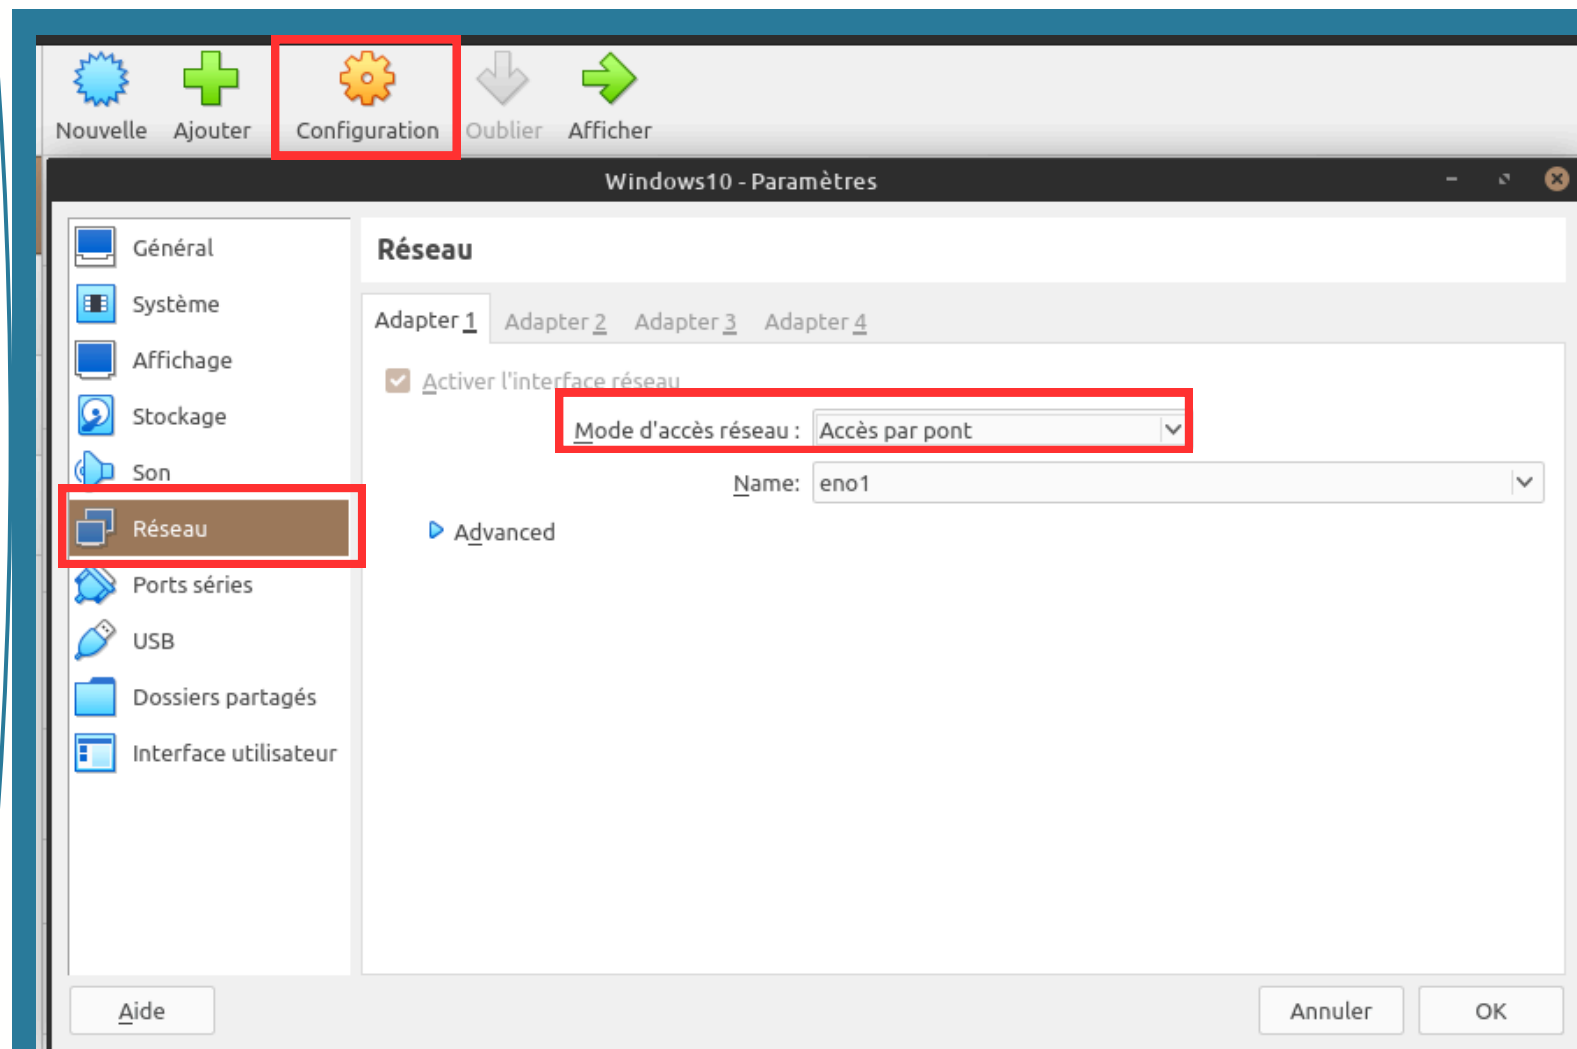 Nouvelle Ajouter Configuration Oublier Afficher
Windows10 - Paramètres
Général
Système
Affichage
Stockage
Son
Réseau
Ports séries
USB
Dossiers partagés
Interface utilisateur
Réseau
Adapter 1 Adapter 2 Adapter 3 Adapter 4
Activer l'interface réseau
Mode d'accès réseau : Accès par pont
Name: eno1
Advanced
Aide Annuler OK